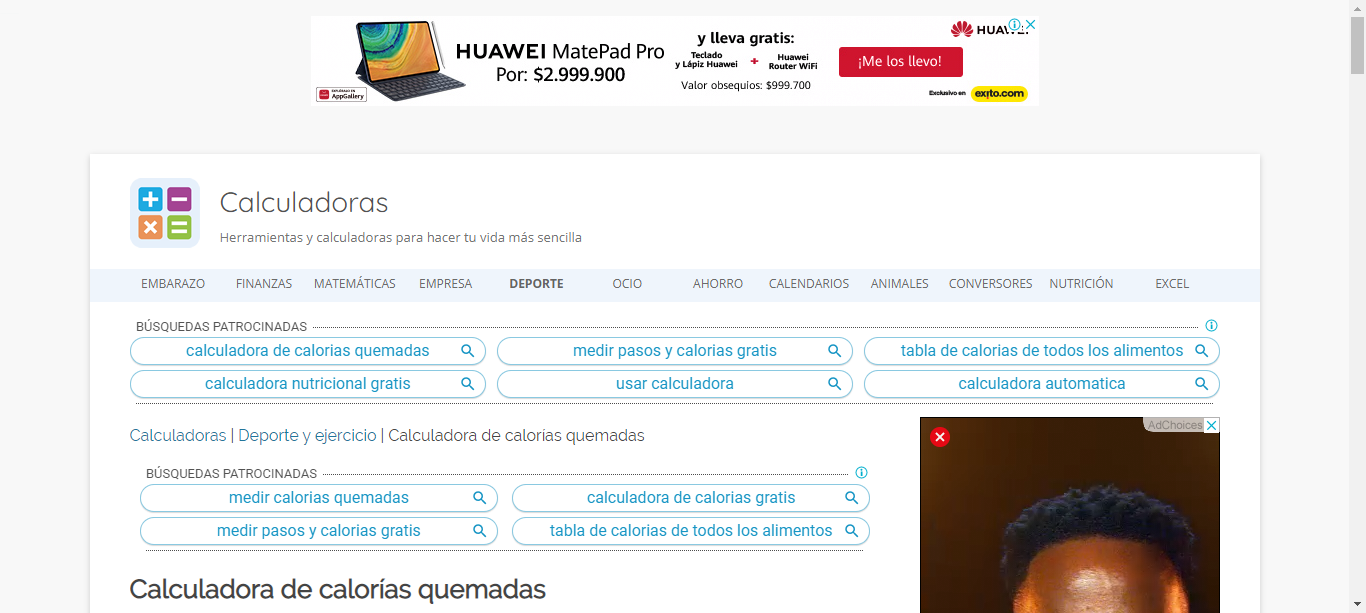 HUAWEI MatePad Pro
Por: $2.999.900
EXPLÓRALO EN
AppGallery
y lleva gratis:
Teclado
y Lápiz Huawei
+
Huawei
Router WiFi
Valor obsequios: $999.700
¡Me los llevo!
HUAWEI
Exclusivo en
exito.com
Calculadoras
Herramientas y calculadoras para hacer tu vida más sencilla
EMBARAZO FINANZAS MATEMÁTICAS EMPRESA DEPORTE OCIO AHORRO CALENDARIOS ANIMALES CONVERSORES NUTRICIÓN EXCEL
BÚSQUEDAS PATROCINADAS
calculadora de calorias quemadas medir pasos y calorias gratis tabla de calorias de todos los alimentos
calculadora nutricional gratis usar calculadora calculadora automatica
Calculadoras | Deporte y ejercicio | Calculadora de calorías quemadas
AdChoices
BÚSQUEDAS PATROCINADAS
medir calorias quemadas calculadora de calorias gratis
medir pasos y calorias gratis tabla de calorias de todos los alimentos
Calculadora de calorías quemadas